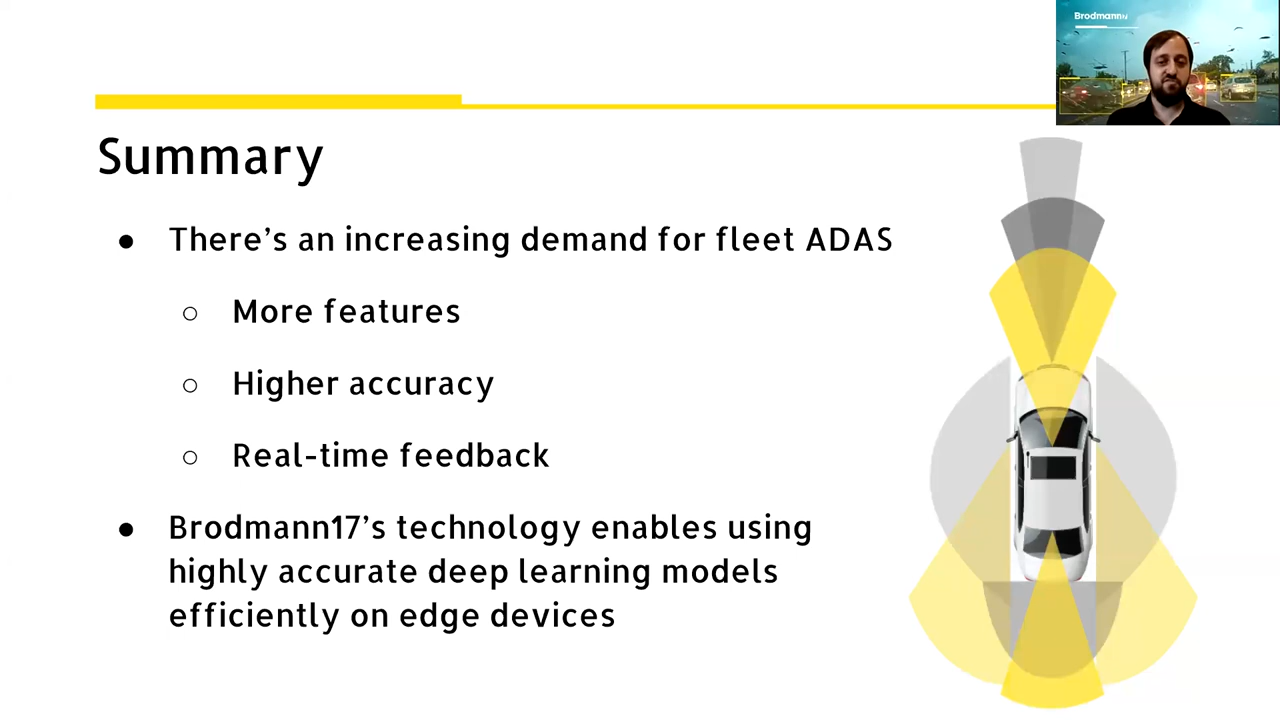 Brodmann17
Summary
● There's an increasing demand for fleet ADAS
○ More features
○ Higher accuracy
○ Real-time feedback
● Brodmann17's technology enables using
highly accurate deep learning models
efficiently on edge devices